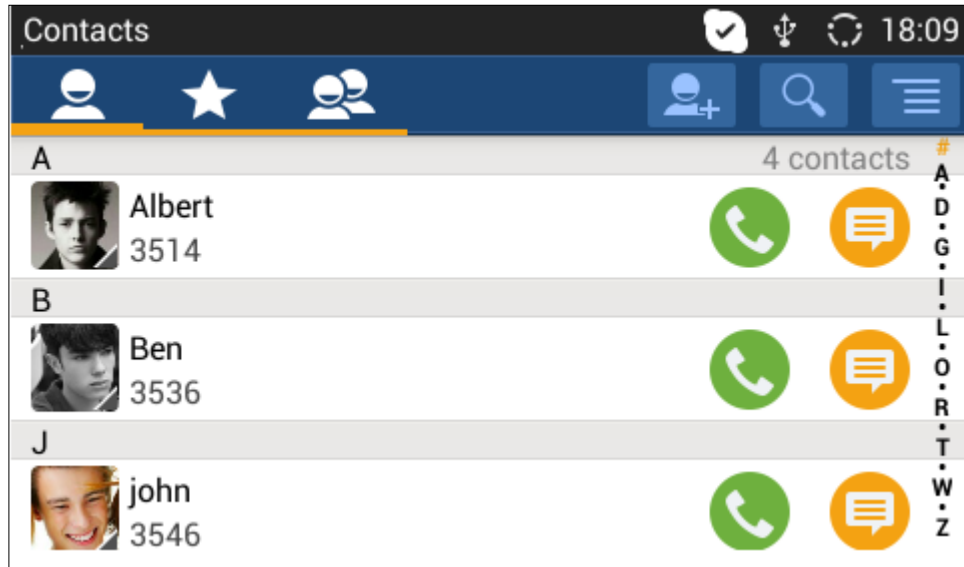 Contacts 18:09
A 4 contacts
Albert
3514
B
Ben
3536
J
john
3546
#
A
D
G
I
L
O
R
T
W
Z